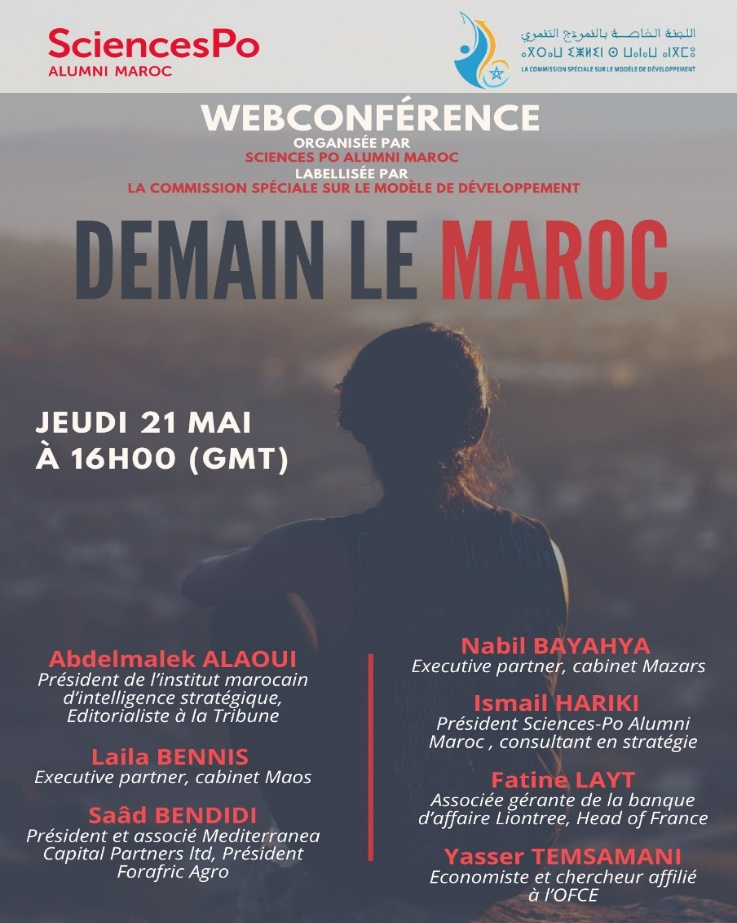 SciencesPo
ALUMNI MAROC
اللجنة الخاصة بالنموذج التنموي
LA COMMISSION SPÉCIALE SUR LE MODÈLE DE DÉVELOPPEMENT
WEBCONFÉRENCE
ORGANISÉE PAR
SCIENCES PO ALUMNI MAROC
LABELLISÉE PAR
LA COMMISSION SPÉCIALE SUR LE MODÈLE DE DÉVELOPPEMENT
DEMAIN LE MAROC
JEUDI 21 MAI
À 16H00 (GMT)
Abdelmalek ALAOUI
Président de l'institut marocain
d'intelligence stratégique,
Editorialiste à la Tribune
Laila BENNIS
Executive partner, cabinet Maos
Saâd BENDIDI
Président et associé Mediterranea
Capital Partners ltd, Président
Forafric Agro
Nabil BAYAHYA
Executive partner, cabinet Mazars
Ismail HARIKI
Président Sciences-Po Alumni
Maroc , consultant en stratégie
Fatine LAYT
Associée gérante de la banque
d'affaire Liontree, Head of France
Yasser TEMSAMANI
Economiste et chercheur affilié
à l'OFCE